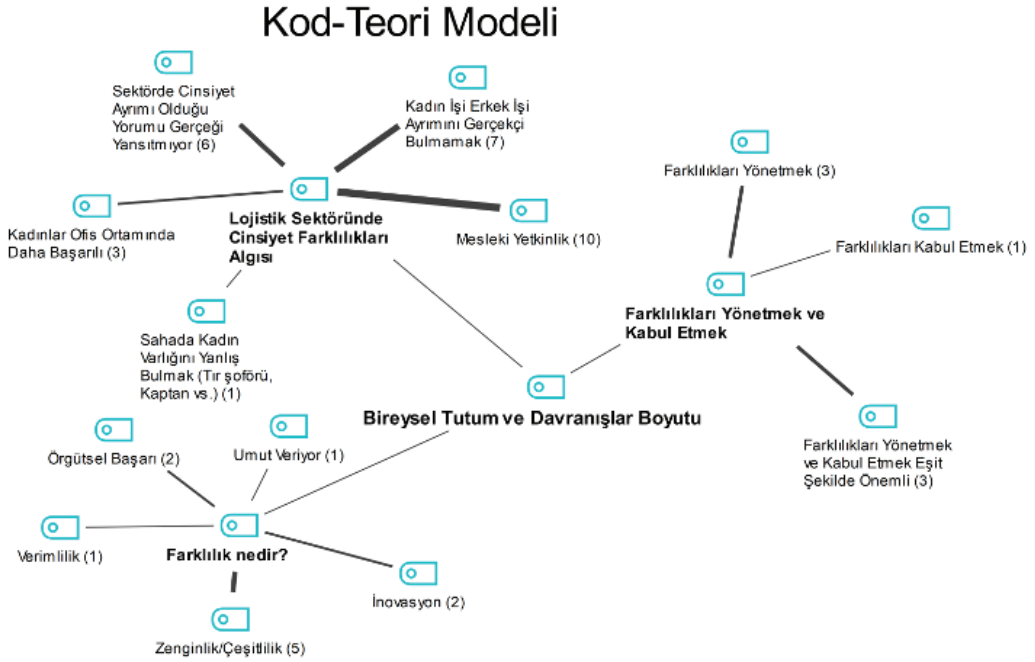 Kod-Teori Modeli
Sektörde Cinsiyet
Ayrımı Olduğu
Yorumu Gerçeği
Yansıtmıyor (6)
Kadın İşi Erkek İşi
Ayrımını Gerçekçi
Bulmamak (7)
Farklılıkları Yönetmek (3)
Kadınlar Ofis Ortamında
Daha Başarılı (3)
Lojistik Sektöründe
Cinsiyet Farklılıkları
Algısı
Mesleki Yetkinlik (10)
Farklılıkları Kabul Etmek (1)
Farklılıkları Yönetmek ve
Kabul Etmek
Sahada Kadın
Varlığını Yanlış
Bulmak (Tır şoförü,
Kaptan vs.) (1)
Bireysel Tutum ve Davranışlar Boyutu
Farklılıkları Yönetmek
ve Kabul Etmek Eşit
Şekilde Önemli (3)
Örgütsel Başarı (2)
Umut Veriyor (1)
Verimlilik (1)
Farklılık nedir?
İnovasyon (2)
Zenginlik/Çeşitlilik (5)